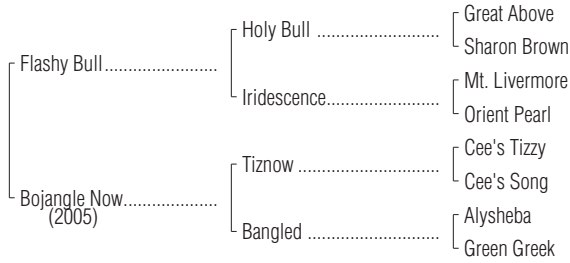 Great Above
Holy Bull ..............................
Sharon Brown
Flashy Bull.......................
Mt. Livermore
Iridescence.............................
Orient Pearl
Cee's Tizzy
Tiznow ....................................
Cee's Song
Bojangle Now...................
(2005)
Alysheba
Bangled .................................
Green Greek